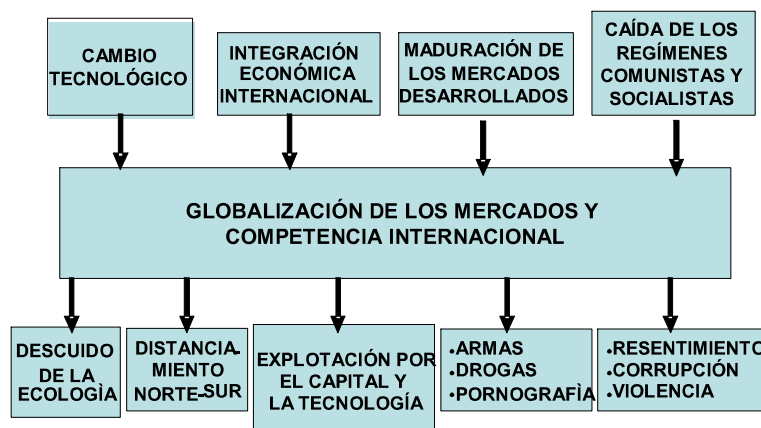 CAMBIO
TECNOLÓGICO
INTEGRACIÓN
ECONÓMICA
INTERNACIONAL
MADURACIÓN DE
LOS MERCADOS
DESARROLLADOS
CAÍDA DE LOS
REGÍMENES
COMUNISTAS Y
SOCIALISTAS
GLOBALIZACIÓN DE LOS MERCADOS Y
COMPETENCIA INTERNACIONAL
DESCUIDO
DE LA
ECOLOGÌA
DISTANCIA-
MIENTO
NORTE-SUR
EXPLOTACIÓN POR
EL CAPITAL Y
LA TECNOLOGÍA
•ARMAS
•DROGAS
•PORNOGRAFÌA
•RESENTIMIENTO
•CORRUPCIÓN
•VIOLENCIA